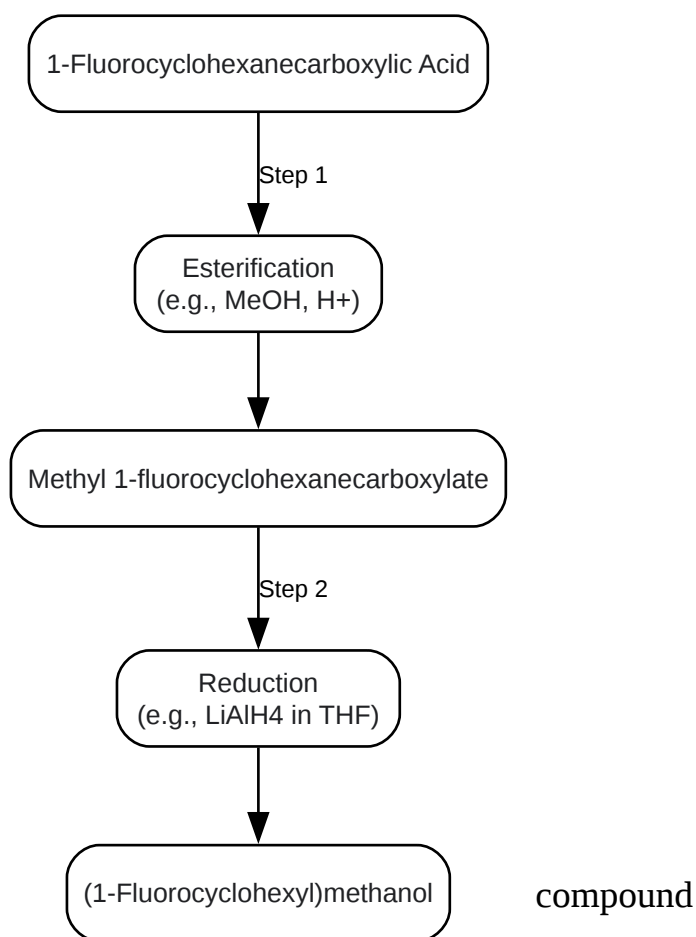 1-Fluorocyclohexanecarboxylic Acid
Step 1
Esterification
(e.g., MeOH, H+)
Methyl 1-fluorocyclohexanecarboxylate
Step 2
Reduction
(e.g., LiAlH4 in THF)
(1-Fluorocyclohexyl)methanol
compound